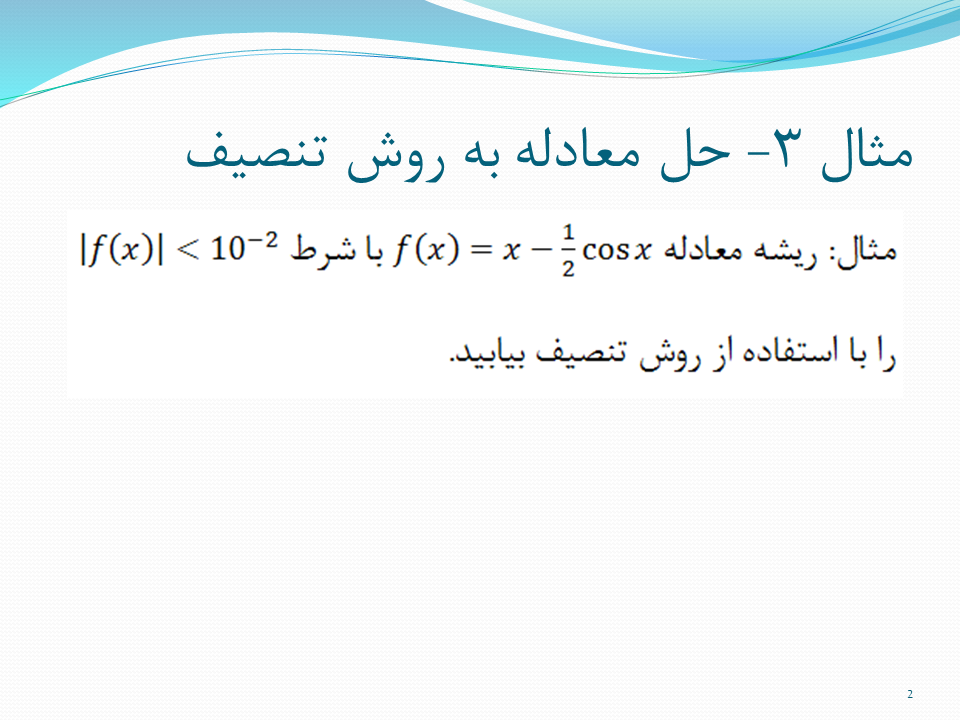 مثال ۳- حل معادله به روش تنصیف
مثال: ریشه معادله f(x) = x − 1/2 cos x با شرط |f(x)| < 10⁻²
را با استفاده از روش تنصیف بیابید.
2